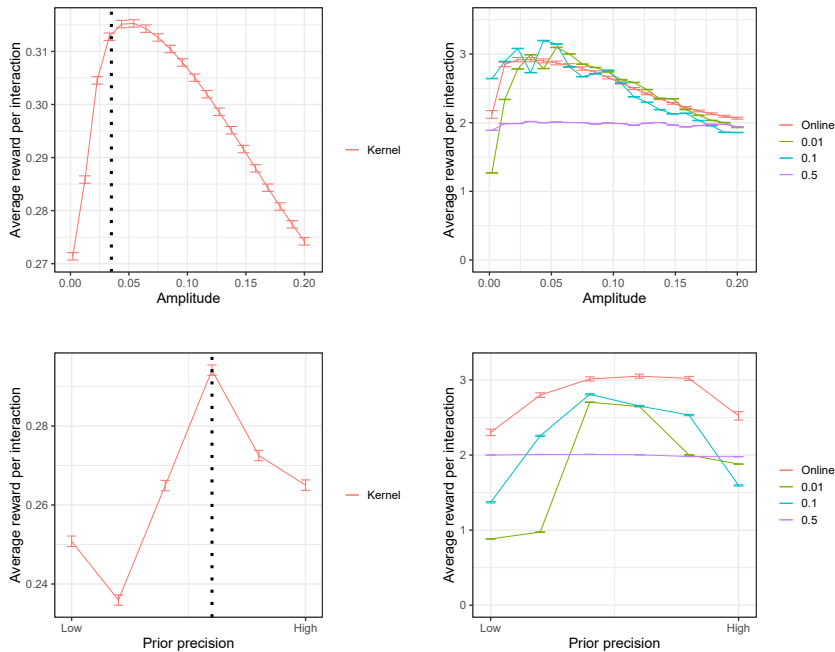 Average reward per interaction
0.31
0.30
0.29
0.28
0.27
0.00
0.05
0.10
0.15
0.20
Amplitude
Kernel
Average reward per interaction
3
2
1
0
0.00
0.05
0.10
0.15
0.20
Amplitude
Online
0.01
0.1
0.5
Average reward per interaction
0.28
0.26
0.24
Low
High
Prior precision
Kernel
Average reward per interaction
3
2
1
0
Low
High
Prior precision
Online
0.01
0.1
0.5